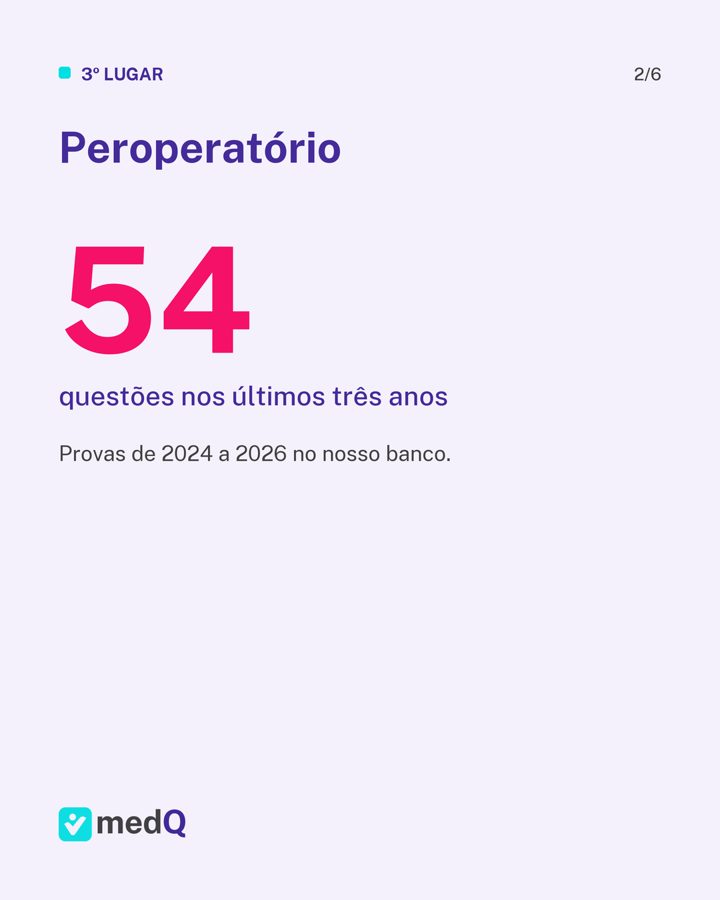 3º LUGAR
2/6
Peroperatório
54
questões nos últimos três anos
Provas de 2024 a 2026 no nosso banco.
medQ